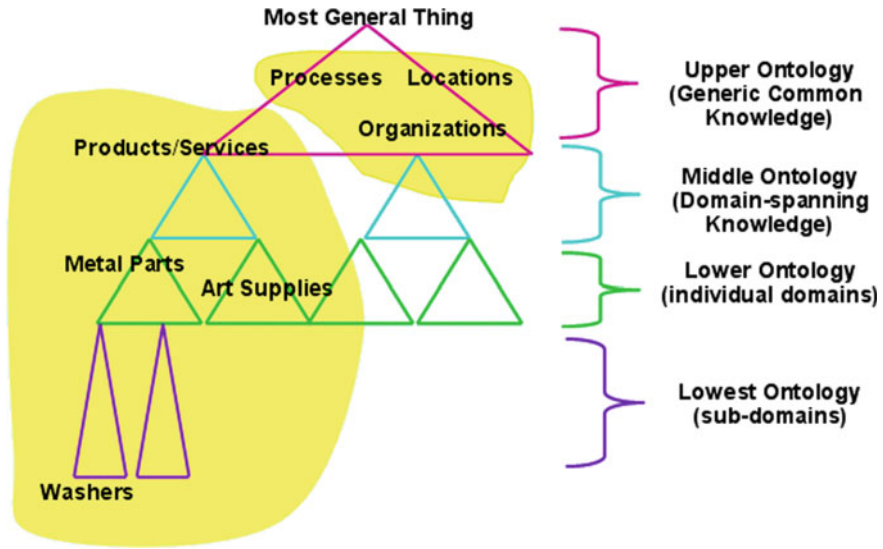 Most General Thing
Processes Locations
Organizations
Products/Services
Metal Parts
Art Supplies
Washers
Upper Ontology
(Generic Common
Knowledge)
Middle Ontology
(Domain-spanning
Knowledge)
Lower Ontology
(individual domains)
Lowest Ontology
(sub-domains)